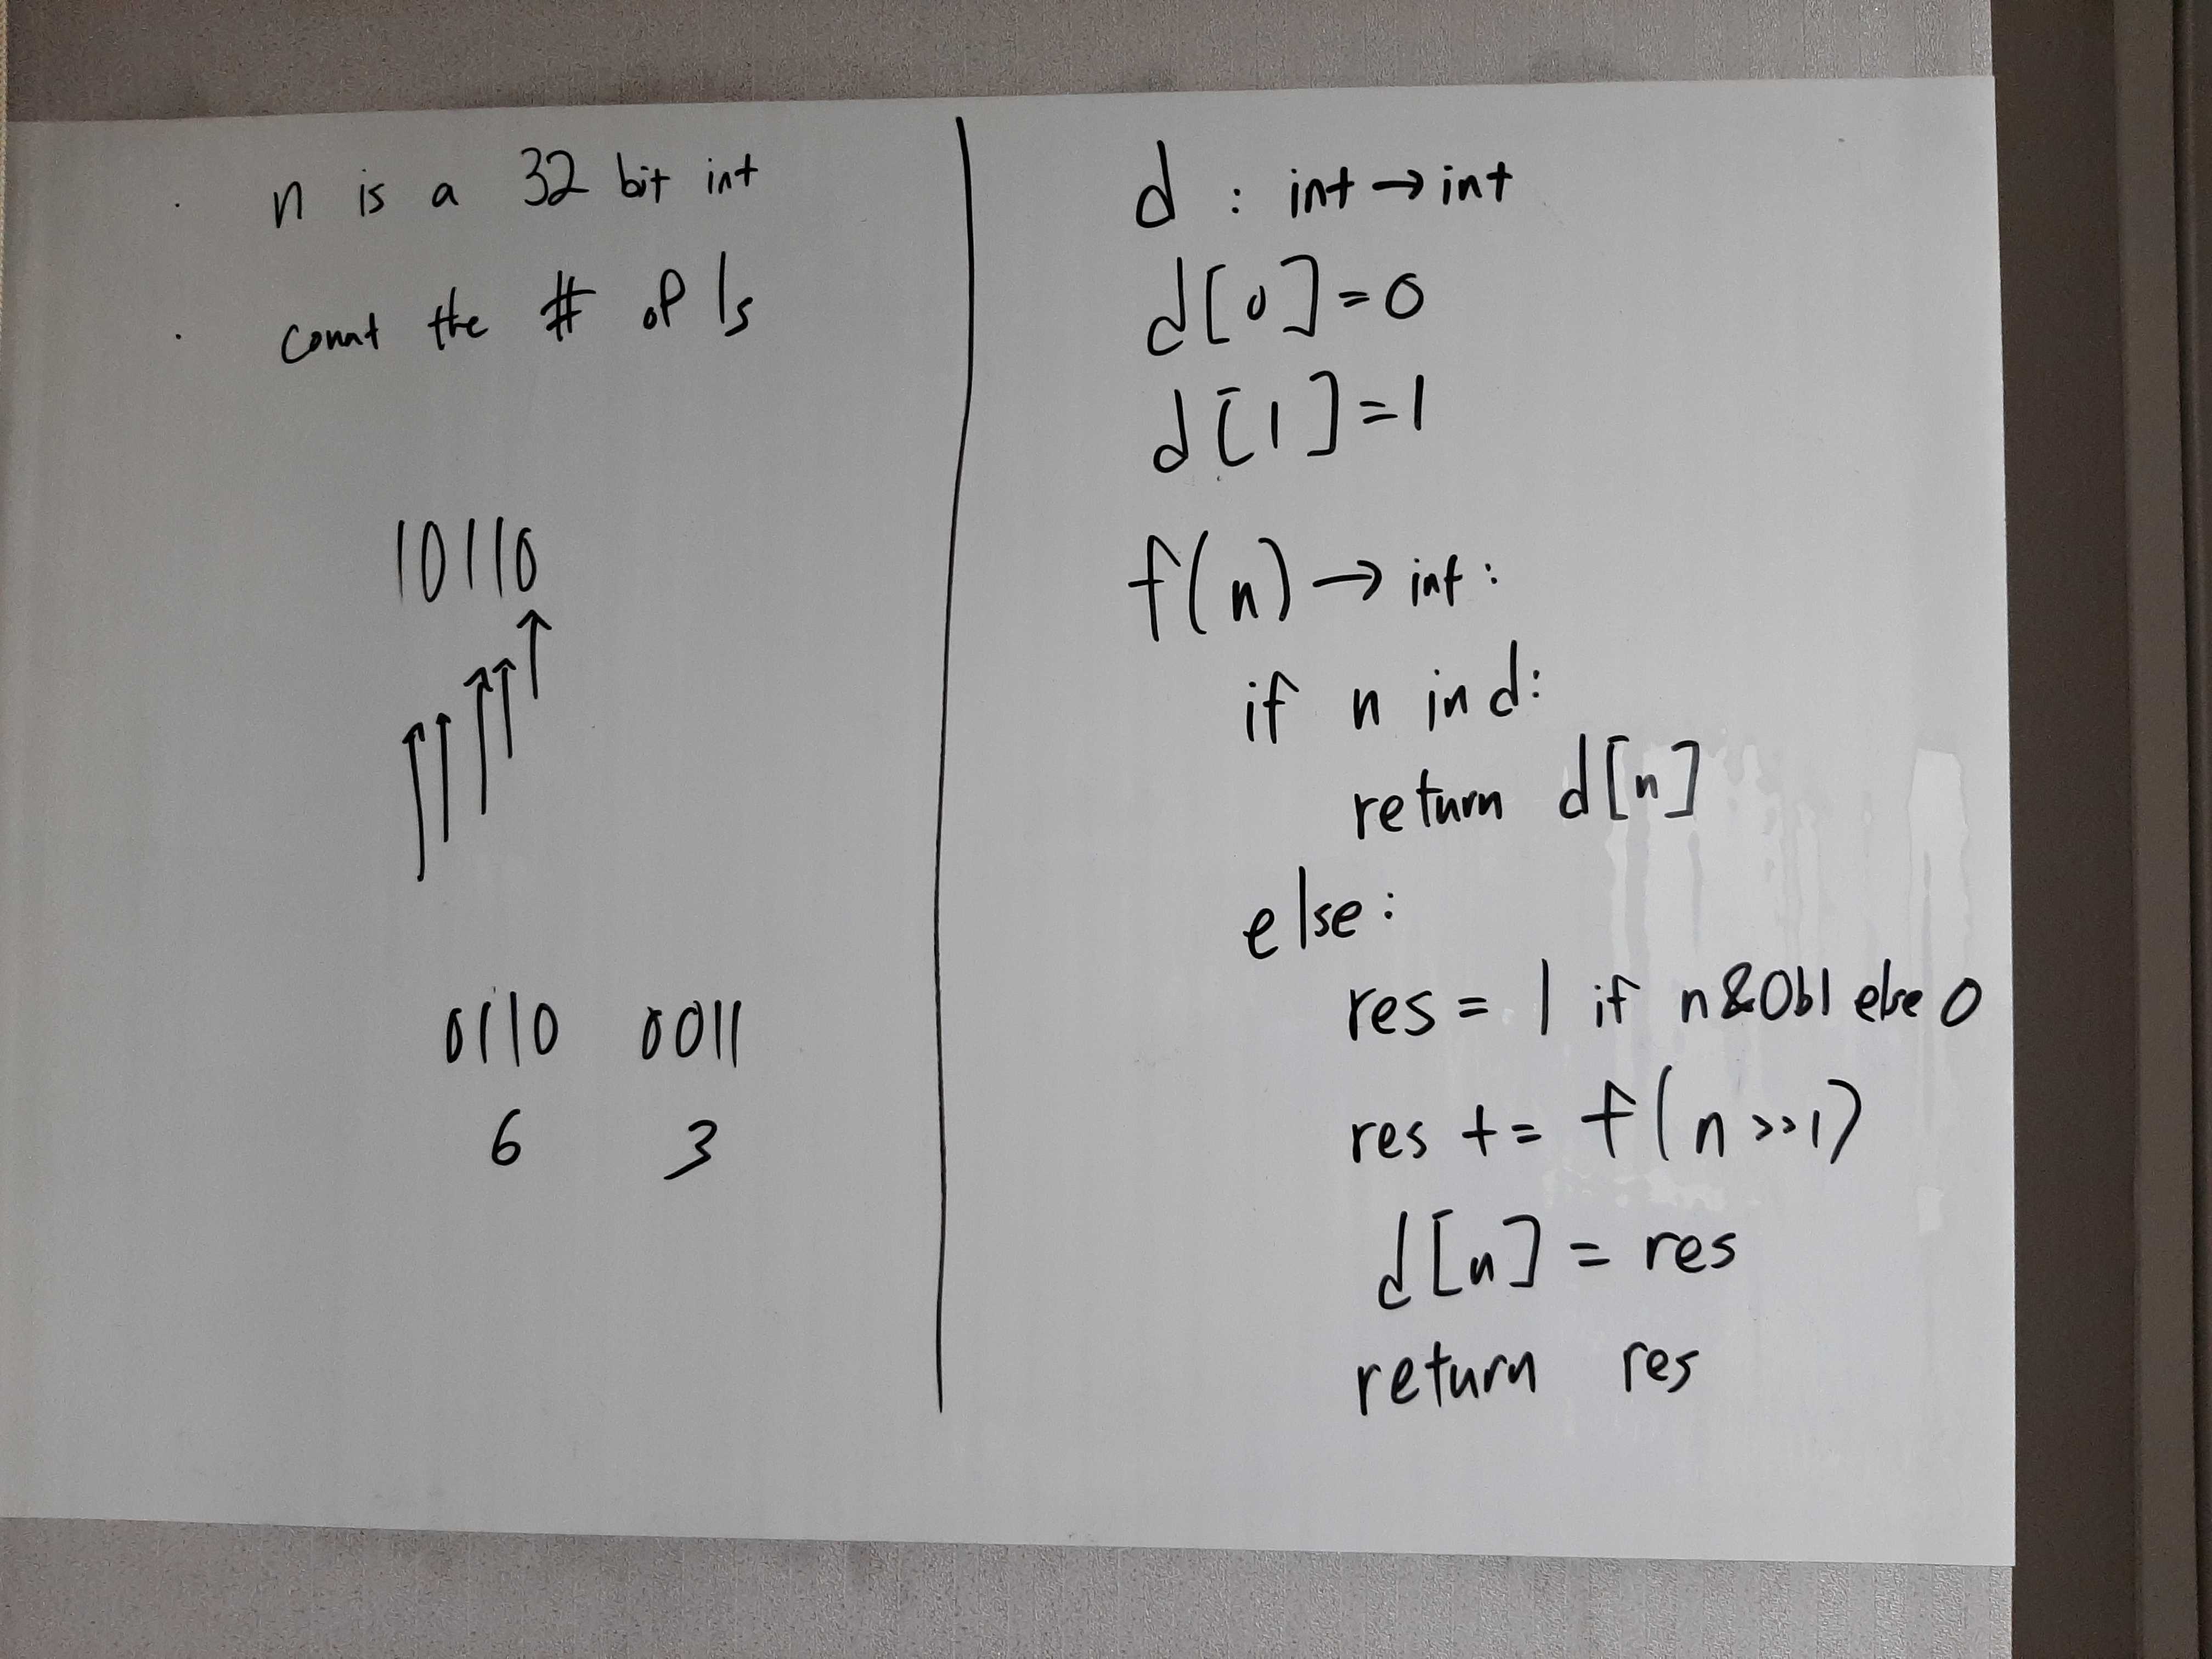 n is a 32 bit int
count the # of 1s
10110
0110 0011
6 3
d : int → int
d[0]=0
d[1]=1
f(n) → int:
if n in d:
return d[n]
else:
res = 1 if n&0b1 else 0
res += f(n >>1)
d[n] = res
return res